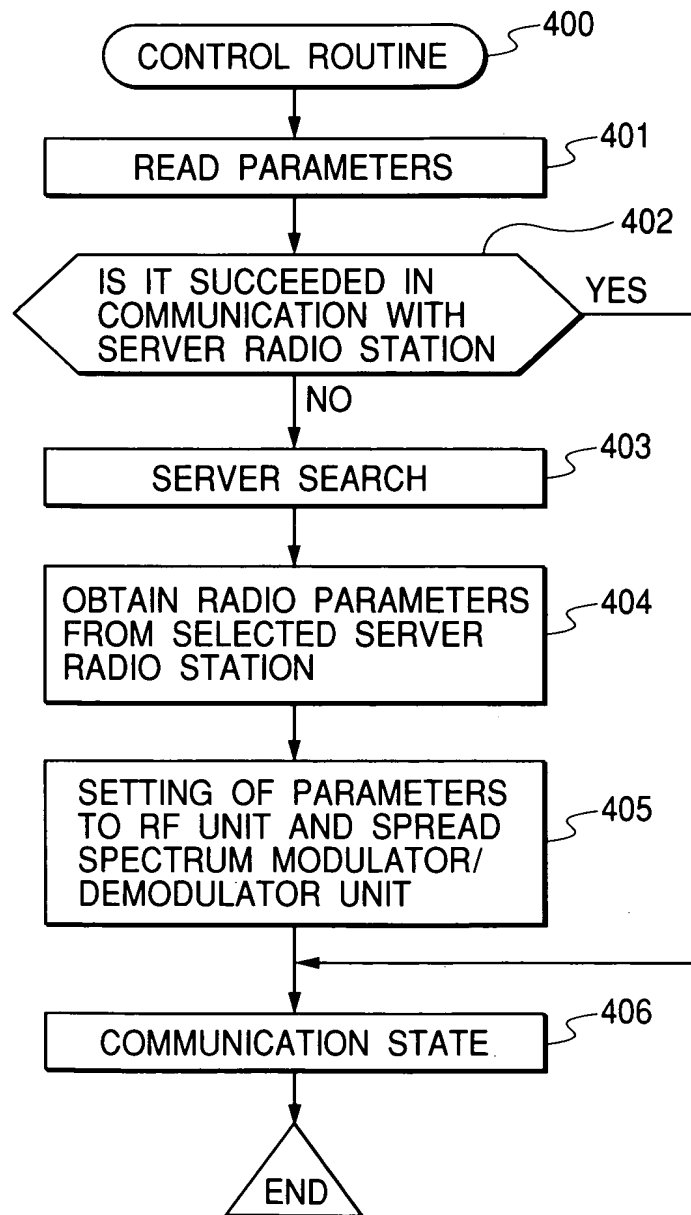 400
CONTROL ROUTINE
401
READ PARAMETERS
402
IS IT SUCCEEDED IN
COMMUNICATION WITH
SERVER RADIO STATION
YES
NO
403
SERVER SEARCH
404
OBTAIN RADIO PARAMETERS
FROM SELECTED SERVER
RADIO STATION
405
SETTING OF PARAMETERS
TO RF UNIT AND SPREAD
SPECTRUM MODULATOR/
DEMODULATOR UNIT
406
COMMUNICATION STATE
END